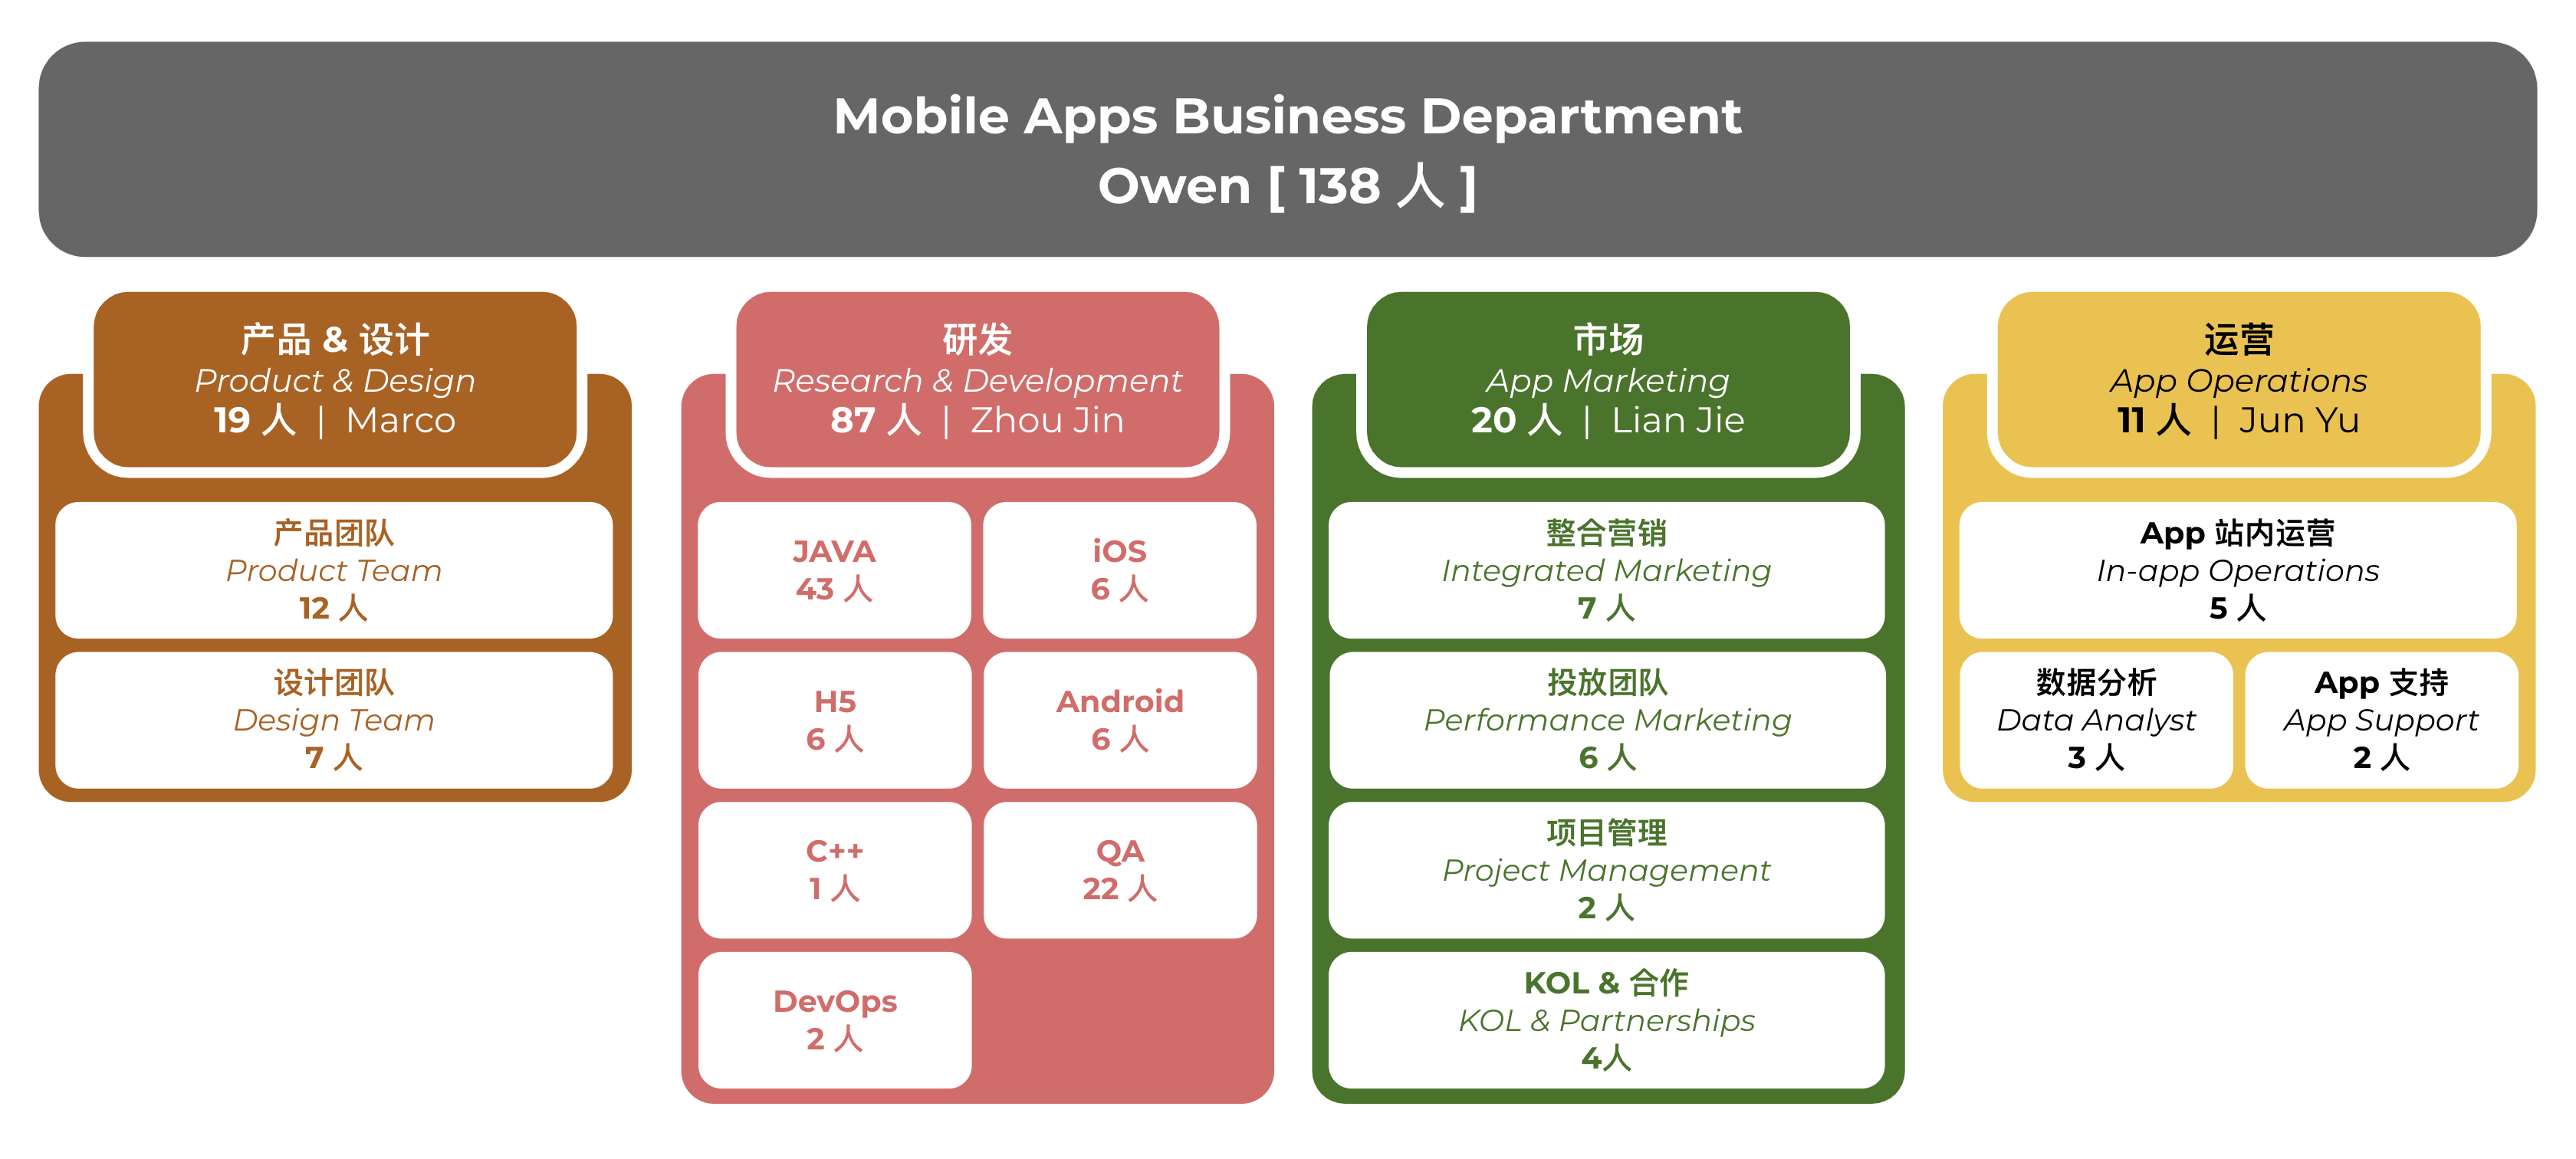 Mobile Apps Business Department
Owen [ 138 人 ]
产品 & 设计
Product & Design
19 人 | Marco
产品团队
Product Team
12 人
设计团队
Design Team
7 人
研发
Research & Development
87 人 | Zhou Jin
JAVA
43 人
iOS
6 人
H5
6 人
Android
6 人
C++
1 人
QA
22 人
DevOps
2 人
市场
App Marketing
20 人 | Lian Jie
整合营销
Integrated Marketing
7 人
投放团队
Performance Marketing
6 人
项目管理
Project Management
2 人
KOL & 合作
KOL & Partnerships
4人
运营
App Operations
11 人 | Jun Yu
App 站内运营
In-app Operations
5 人
数据分析
Data Analyst
3 人
App 支持
App Support
2 人